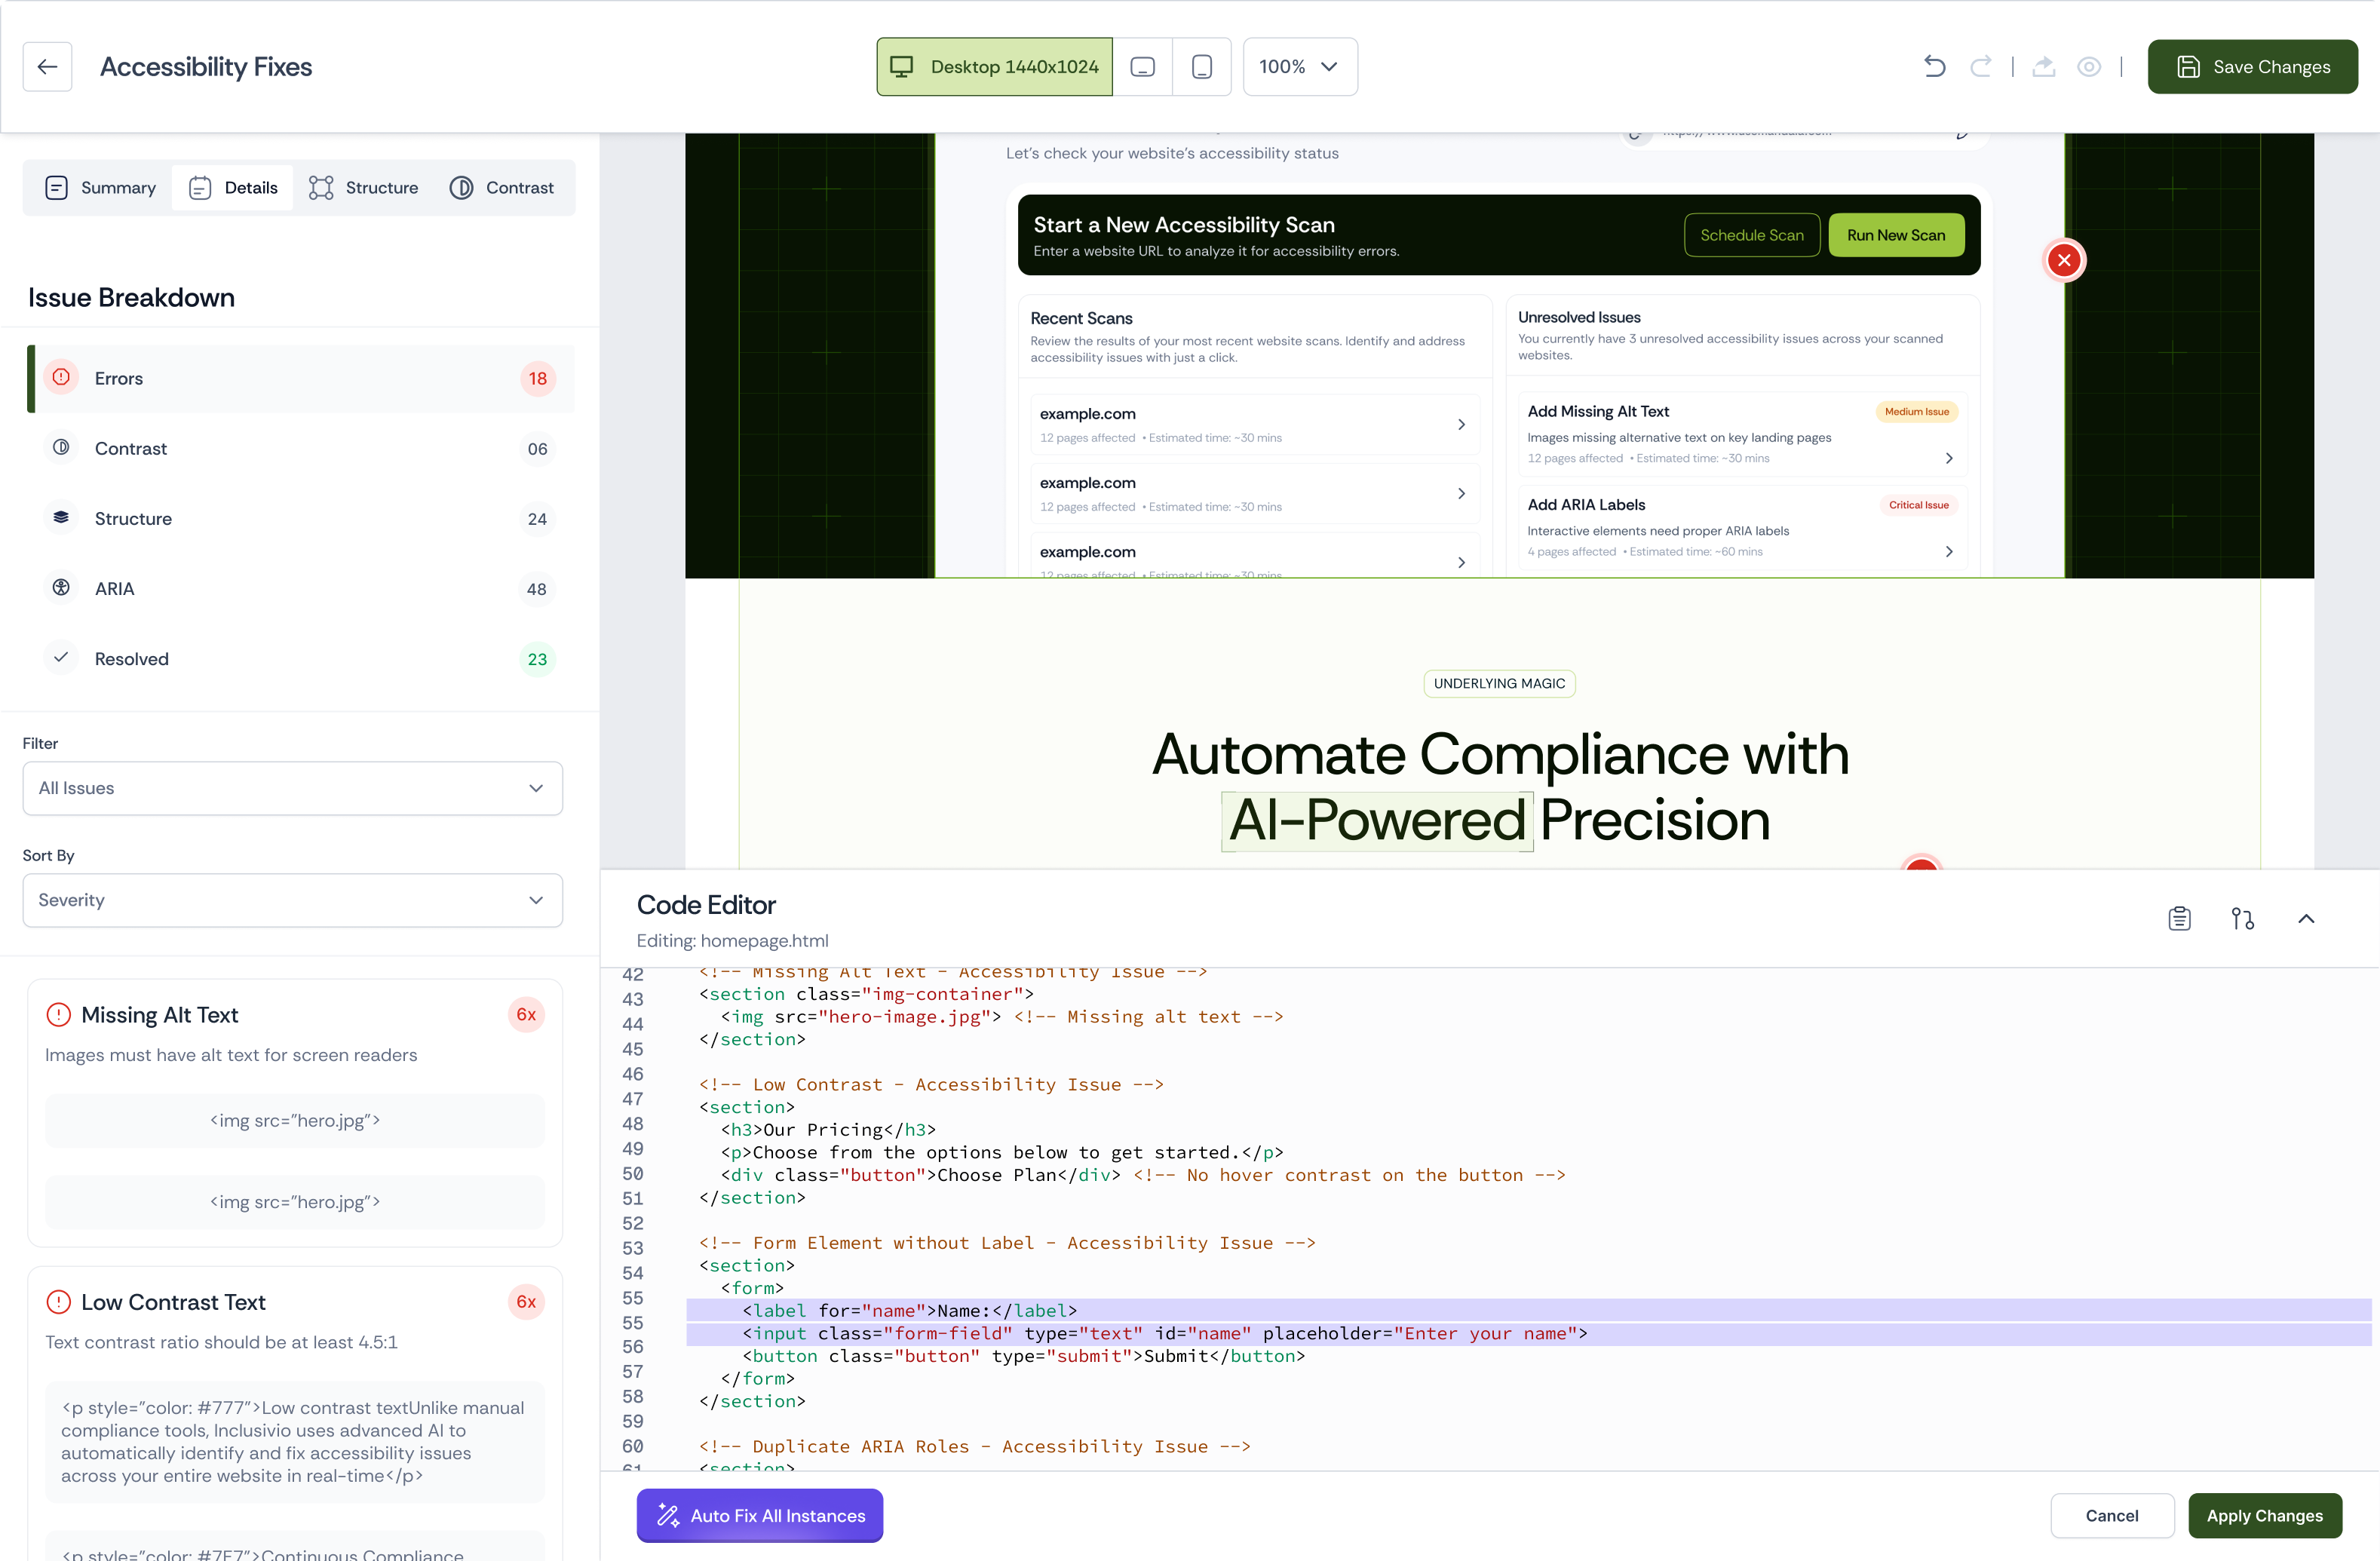 Accessibility Fixes
Desktop 1440x1024
100%
Save Changes
Summary
Details
Structure
Contrast
Issue Breakdown
Errors
18
Contrast
06
Structure
24
ARIA
48
Resolved
23
Filter
All Issues
Sort By
Severity
Missing Alt Text
6x
Images must have alt text for screen readers
<img src="hero.jpg">
<img src="hero.jpg">
Low Contrast Text
6x
Text contrast ratio should be at least 4.5:1
<p style="color: #777">Low contrast textUnlike manual
compliance tools, Inclusivio uses advanced AI to
automatically identify and fix accessibility issues
across your entire website in real-time</p>
<p style="color: #7E7">Continuous Compliance
Let's check your website's accessibility status
Start a New Accessibility Scan
Enter a website URL to analyze it for accessibility errors.
Schedule Scan
Run New Scan
Recent Scans
Review the results of your most recent website scans. Identify and address
accessibility issues with just a click.
example.com
12 pages affected • Estimated time: ~30 mins
example.com
12 pages affected • Estimated time: ~30 mins
example.com
12 pages affected • Estimated time: ~30 mins
Unresolved Issues
You currently have 3 unresolved accessibility issues across your scanned
websites.
Add Missing Alt Text
Medium Issue
Images missing alternative text on key landing pages
12 pages affected • Estimated time: ~30 mins
Add ARIA Labels
Critical Issue
Interactive elements need proper ARIA labels
4 pages affected • Estimated time: ~60 mins
UNDERLYING MAGIC
Automate Compliance with
AI-Powered Precision
Code Editor
Editing: homepage.html
42 <!-- Missing Alt Text - Accessibility Issue -->
43 <section class="img-container">
44 <img src="hero-image.jpg"> <!-- Missing alt text -->
45 </section>
46
47 <!-- Low Contrast - Accessibility Issue -->
48 <section>
49 <h3>Our Pricing</h3>
50 <p>Choose from the options below to get started.</p>
51 <div class="button">Choose Plan</div> <!-- No hover contrast on the button -->
52 </section>
53
54 <!-- Form Element without Label - Accessibility Issue -->
55 <section>
55 <form>
56 <label for="name">Name:</label>
57 <input class="form-field" type="text" id="name" placeholder="Enter your name">
58 <button class="button" type="submit">Submit</button>
59 </form>
60 </section>
61
<!-- Duplicate ARIA Roles - Accessibility Issue -->
<section>
Auto Fix All Instances
Cancel
Apply Changes